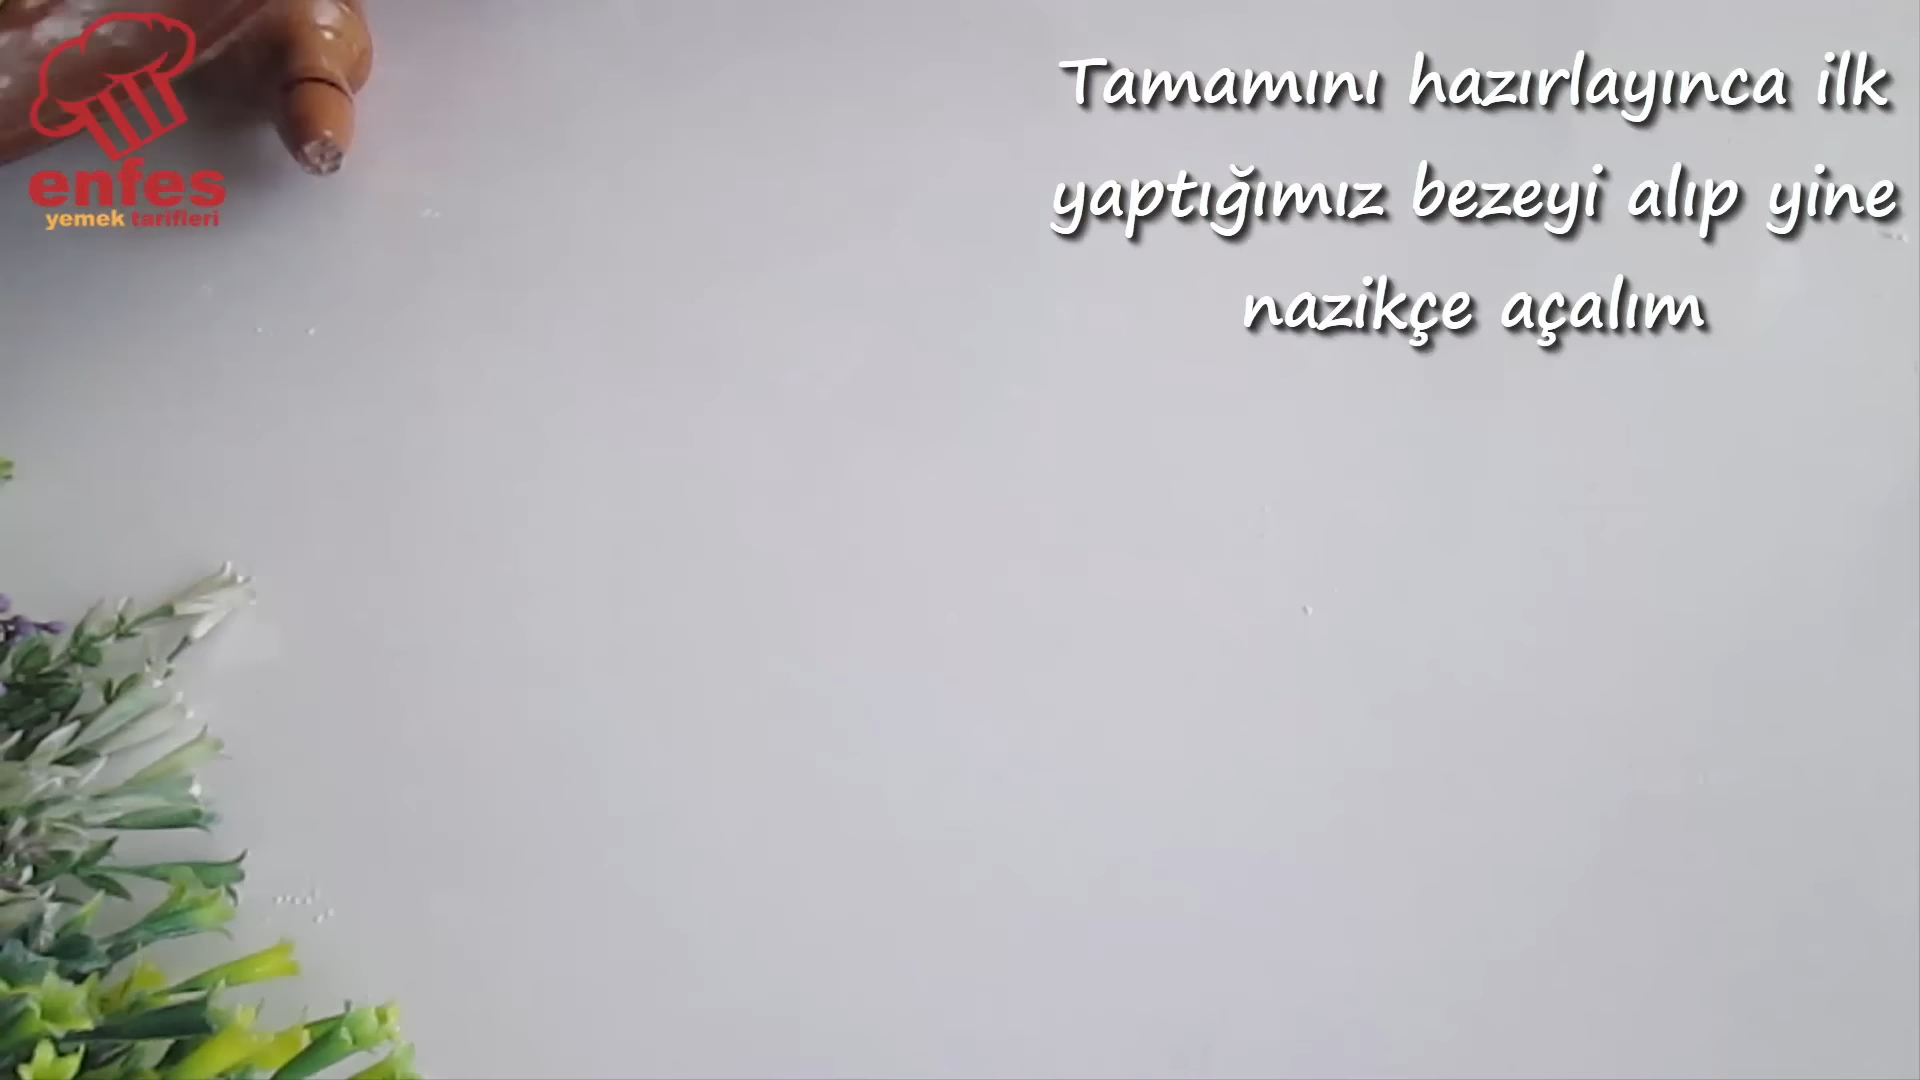 enfes
yemek tarifleri
Tamamını hazırlayınca ilk
yaptığımız bezeyi alıp yine
nazikçe açalım